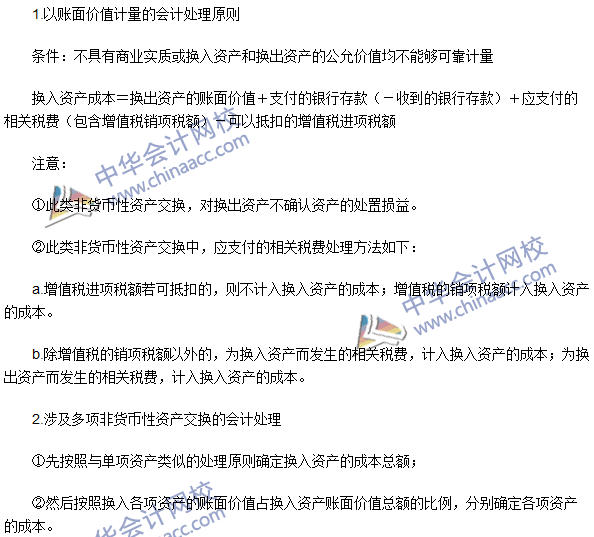 1.以账面价值计量的会计处理原则
条件：不具有商业实质或换入资产和换出资产的公允价值均不能够可靠计量
换入资产成本＝换出资产的账面价值＋支付的银行存款（－收到的银行存款）＋应支付的
相关税费（包含增值税销项税额）－可以抵扣的增值税进项税额
注意：
①此类非货币性资产交换，对换出资产不确认资产的处置损益。
②此类非货币性资产交换中，应支付的相关税费处理方法如下：
a.增值税进项税额若可抵扣的，则不计入换入资产的成本；增值税的销项税额计入换入资产
的成本。
b.除增值税的销项税额以外的，为换入资产而发生的相关税费，计入换入资产的成本；为换
出资产而发生的相关税费，计入换入资产的成本。
2.涉及多项非货币性资产交换的会计处理
①先按照与单项资产类似的处理原则确定换入资产的成本总额；
②然后按照换入各项资产的账面价值占换入资产账面价值总额的比例，分别确定各项资产
的成本。
中华会计网校
www.chinaacc.com
中华会计网校
www.chinaacc.com
中华会计网校
www.chinaacc.com